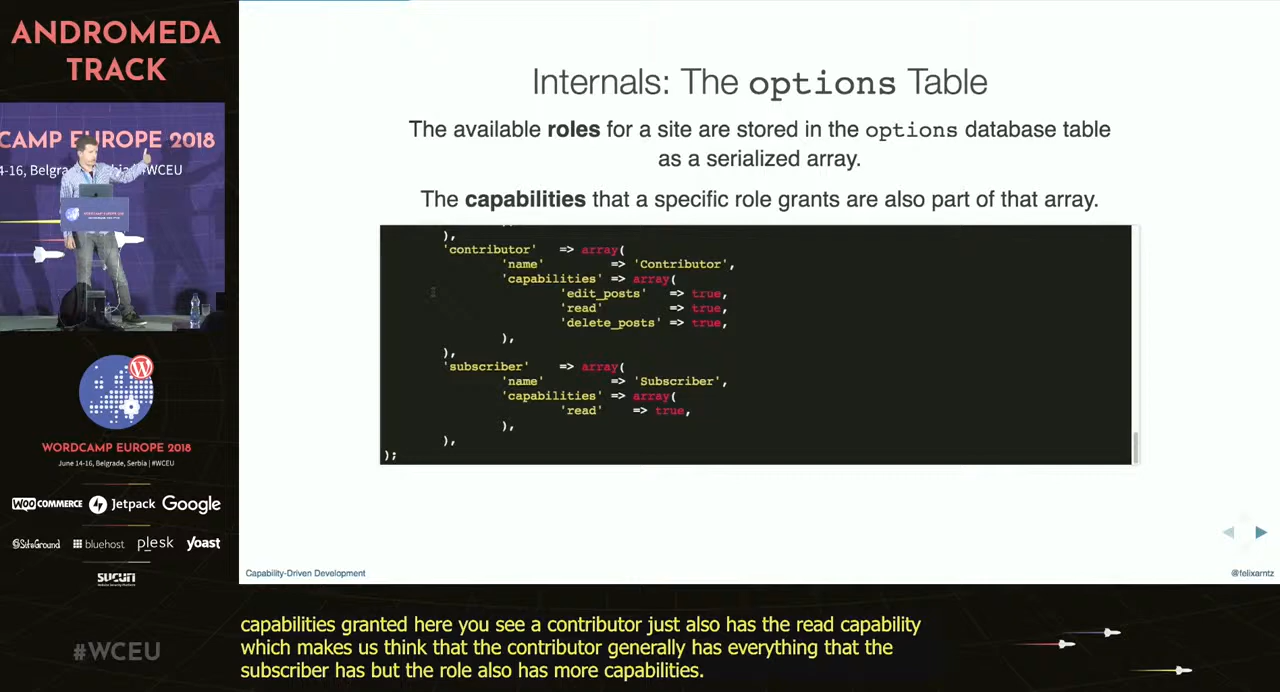 ANDROMEDA
TRACK
CAMP EUROPE 2018
#WCEU
WORDCAMP EUROPE 2018
June 14-16, Belgrade, Serbia | #WCEU
WOO COMMERCE Jetpack Google
SiteGround bluehost plesk yoast
sucuri
#WCEU
Internals: The options Table
The available roles for a site are stored in the options database table
as a serialized array.
The capabilities that a specific role grants are also part of that array.
),
'contributor' => array(
'name' => 'Contributor',
'capabilities' => array(
'edit_posts' => true,
'read' => true,
'delete_posts' => true,
),
),
'subscriber' => array(
'name' => 'Subscriber',
'capabilities' => array(
'read' => true,
),
),
);
Capability-Driven Development
@felixarntz
capabilities granted here you see a contributor just also has the read capability
which makes us think that the contributor generally has everything that the
subscriber has but the role also has more capabilities.